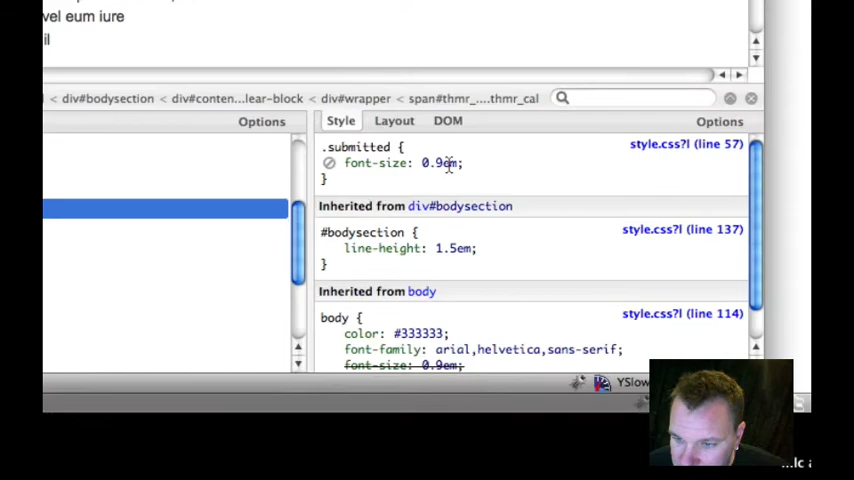 vel eum iure
il
div#bodysection < div#conten...lear-block < div#wrapper < span#thmr_....thmr_cal
Options Style Layout DOM Options
.submitted { style.css?l (line 57)
font-size: 0.9em;
}
Inherited from div#bodysection
#bodysection { style.css?l (line 137)
line-height: 1.5em;
}
Inherited from body
body { style.css?l (line 114)
color: #333333;
font-family: arial,helvetica,sans-serif;
font-size: 0.9em;
YSlow